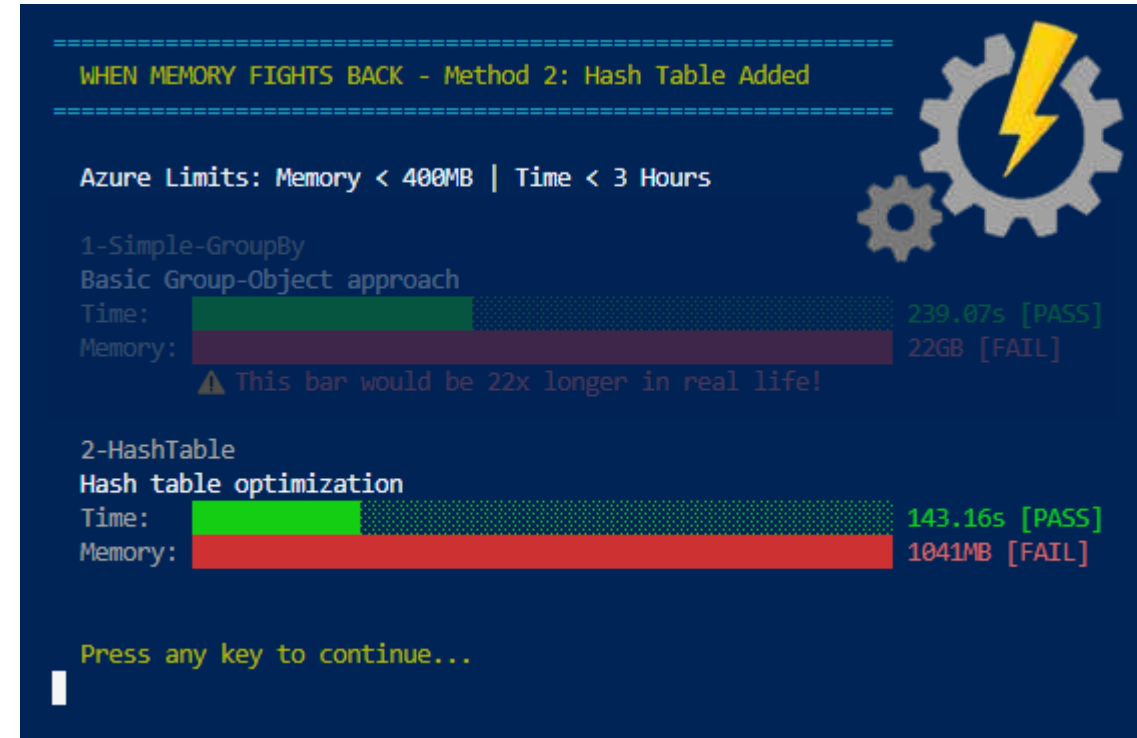 ============================================================
WHEN MEMORY FIGHTS BACK - Method 2: Hash Table Added
============================================================
Azure Limits: Memory < 400MB | Time < 3 Hours
1-Simple-GroupBy
Basic Group-Object approach
Time: 239.07s [PASS]
Memory: 22GB [FAIL]
⚠ This bar would be 22x longer in real life!
2-HashTable
Hash table optimization
Time: 143.16s [PASS]
Memory: 1041MB [FAIL]
Press any key to continue...